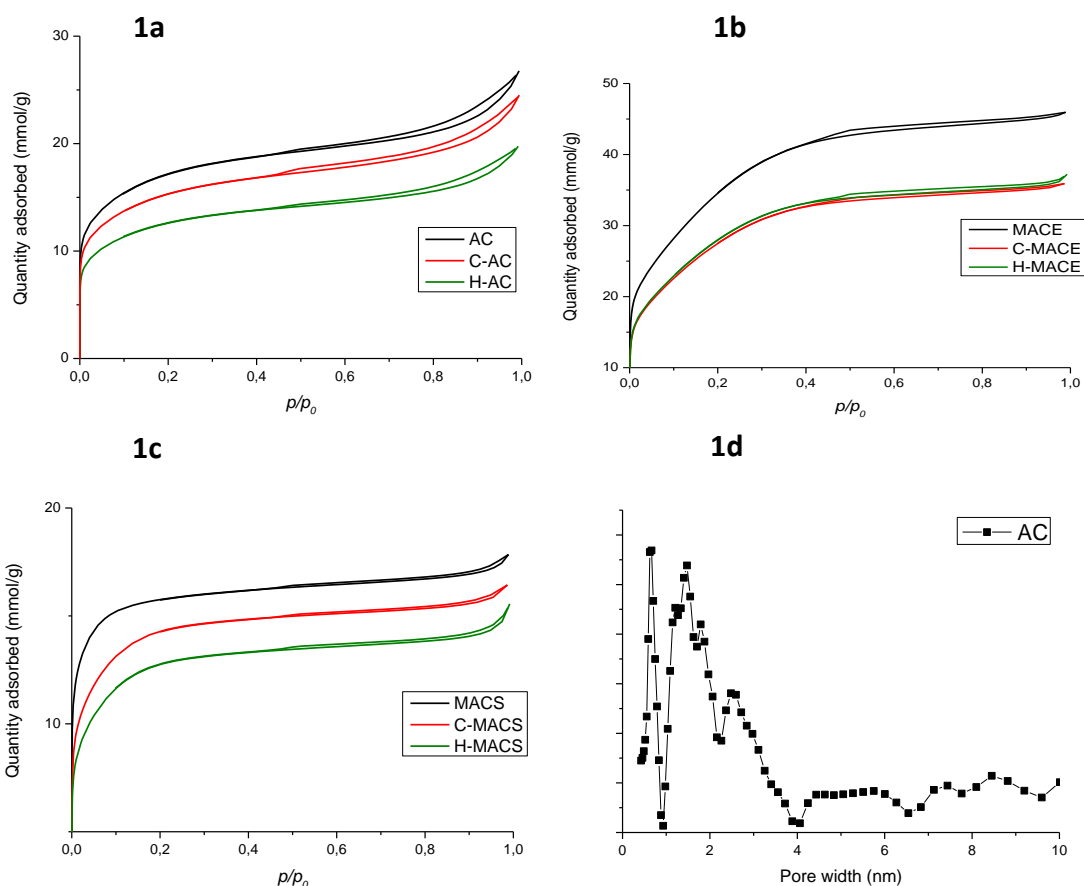 1a
30
20
10
0
Quantity adsorbed (mmol/g)
AC
C-AC
H-AC
0,0 0,2 0,4 0,6 0,8 1,0
p/p0
1b
50
40
30
20
10
Quantity adsorbed (mmol/g)
MACE
C-MACE
H-MACE
0,0 0,2 0,4 0,6 0,8 1,0
p/p0
1c
20
10
Quantity adsorbed (mmol/g)
MACS
C-MACS
H-MACS
0,0 0,2 0,4 0,6 0,8 1,0
p/p0
1d
AC
0 2 4 6 8 10
Pore width (nm)